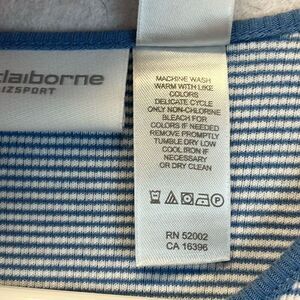 claiborne
IZSPORT
MACHINE WASH
WARM WITH LIKE
COLORS
DELICATE CYCLE
ONLY NON-CHLORINE
BLEACH FOR
COLORS IF NEEDED
REMOVE PROMPTLY
TUMBLE DRY LOW
COOL IRON IF
NECESSARY
OR DRY CLEAN
RN 52002
CA 16396